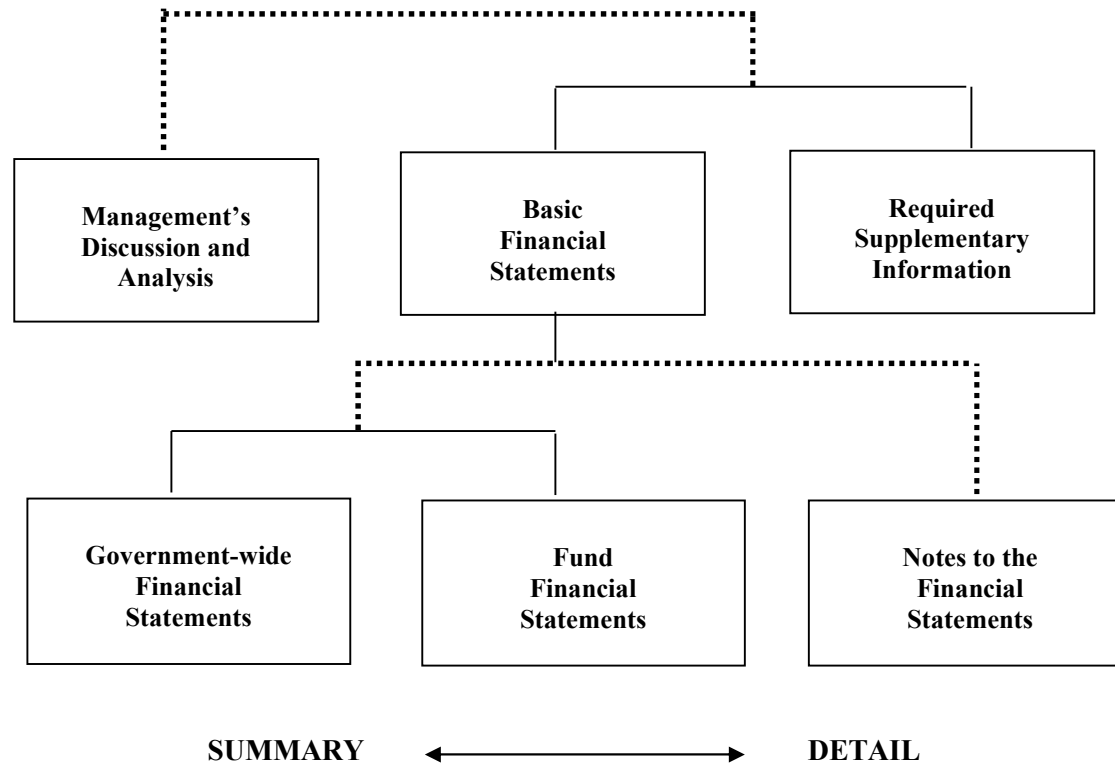 Management’s
Discussion and
Analysis
Basic
Financial
Statements
Required
Supplementary
Information
Government-wide
Financial
Statements
Fund
Financial
Statements
Notes to the
Financial
Statements
SUMMARY
DETAIL